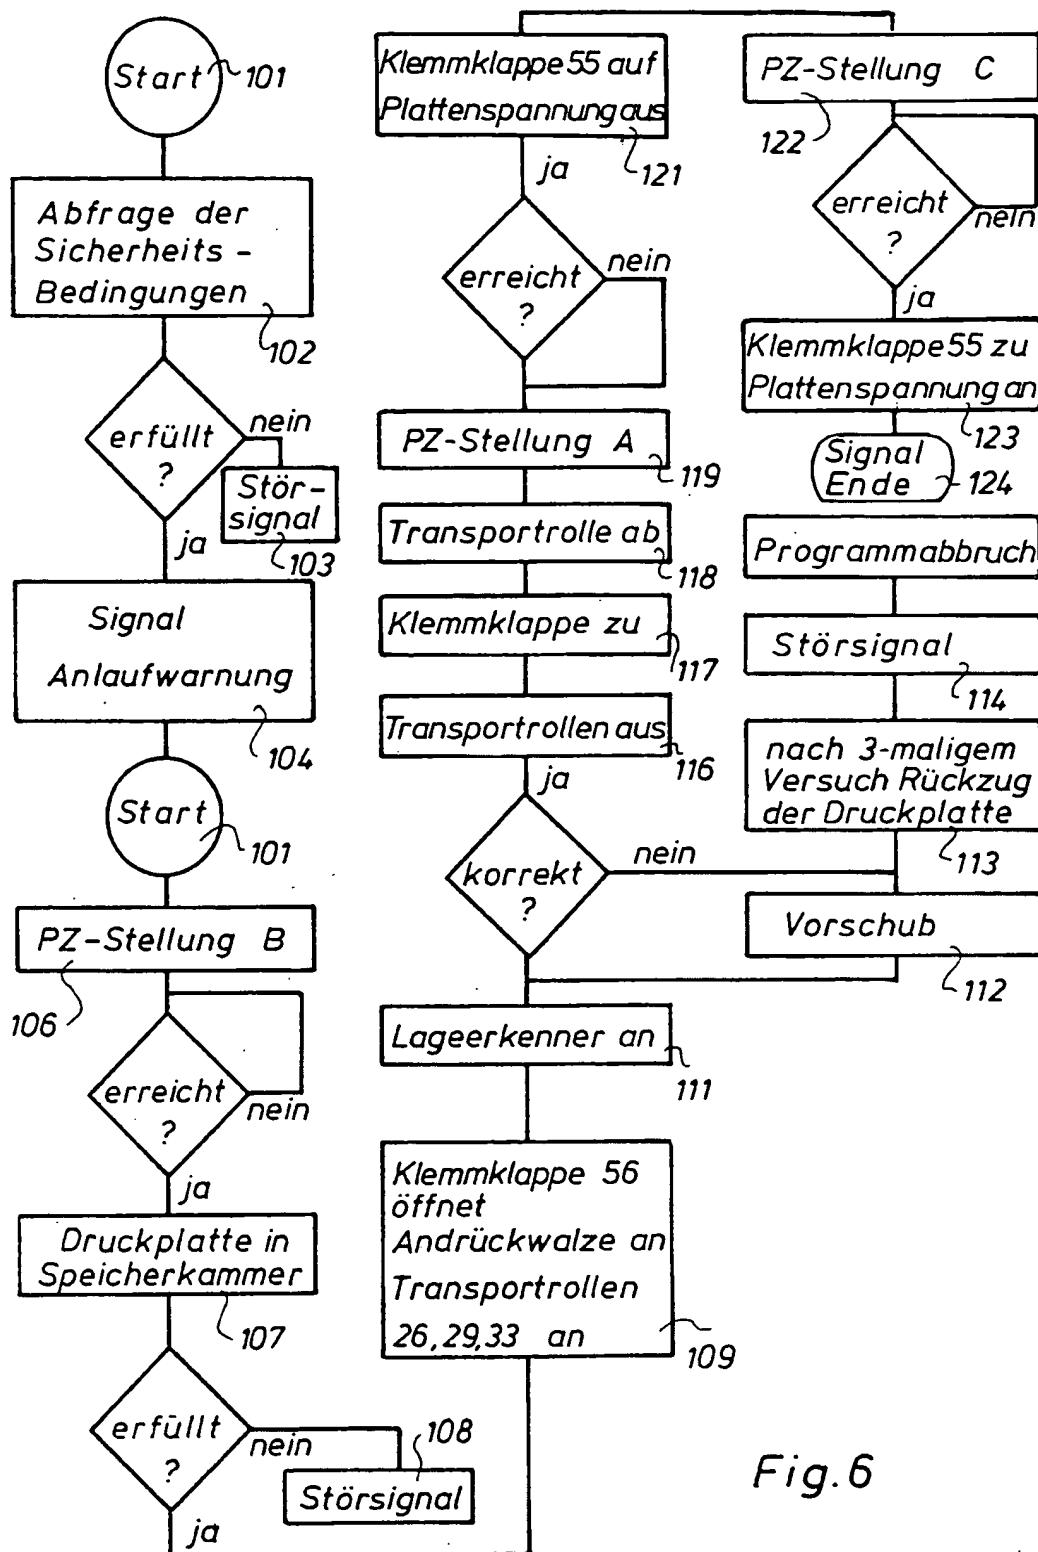 Start
101
Abfrage der
Sicherheits -
Bedingungen
102
erfüllt
?
nein
Stör-
signal
103
ja
Signal
Anlaufwarnung
104
Start
101
PZ-Stellung B
106
erreicht
?
nein
ja
Druckplatte in
Speicherkammer
107
erfüllt
?
nein
108
Störsignal
ja
Klemmklappe 55 auf
Plattenspannung aus
121
ja
erreicht
?
nein
PZ-Stellung A
119
Transportrolle ab
118
Klemmklappe zu
117
Transportrollen aus
116
ja
korrekt
?
nein
Lageerkenner an
111
Klemmklappe 56
öffnet
Andrückwalze an
Transportrollen
26, 29, 33 an
109
PZ-Stellung C
122
erreicht
?
nein
ja
Klemmklappe 55 zu
Plattenspannung an
123
Signal
Ende
124
Programmabbruch
Störsignal
114
nach 3-maligem
Versuch Rückzug
der Druckplatte
113
Vorschub
112
Fig. 6